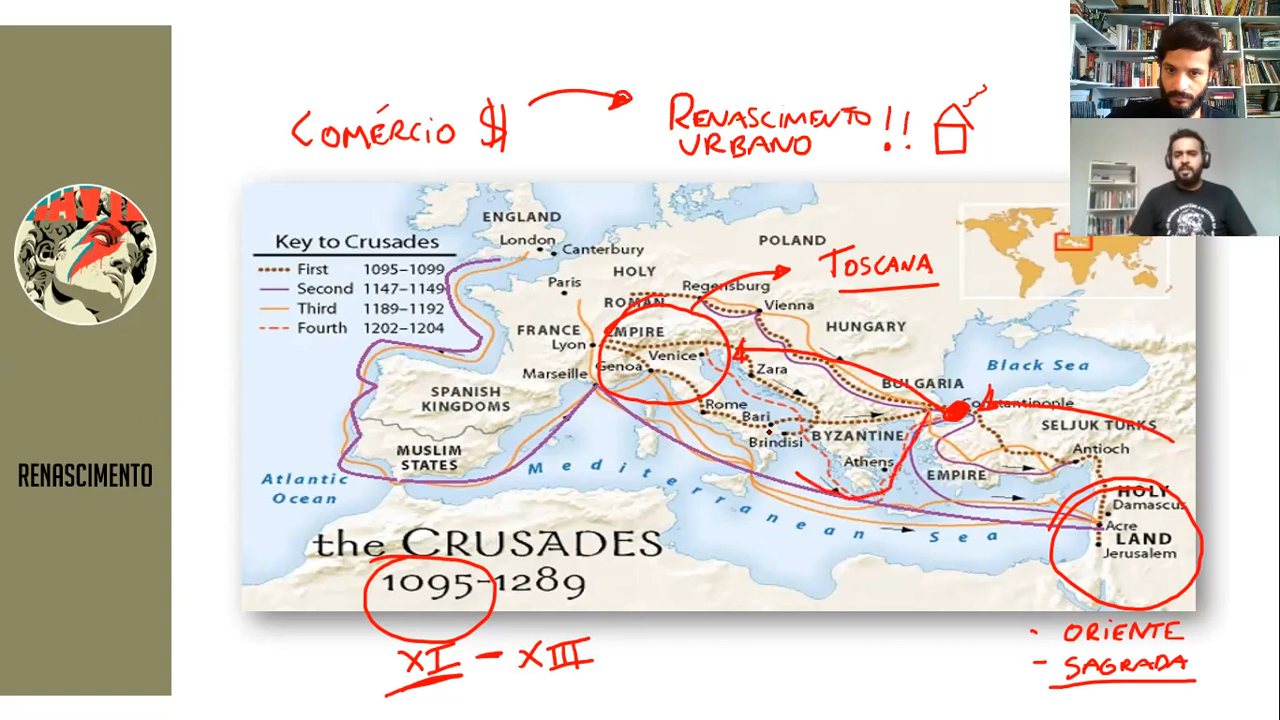 COMÉRCIO $
RENASCIMENTO
URBANO !!
RENASCIMENTO
Key to Crusades
First 1095–1099
Second 1147–1149
Third 1189–1192
Fourth 1202–1204
ENGLAND
London
Canterbury
Paris
HOLY
ROMAN
EMPIRE
POLAND
TOSCANA
Regensburg
Vienna
HUNGARY
FRANCE
Lyon
Venice
Genoa
Marseille
Zara
BULGARIA
Black Sea
Constantinople
SELJUK TURKS
SPANISH
KINGDOMS
MUSLIM
STATES
Rome
Bari
Brindisi
BYZANTINE
EMPIRE
Athens
Antioch
Atlantic
Ocean
Mediterranean Sea
HOLY
LAND
Damascus
Acre
Jerusalem
the CRUSADES
1095-1289
XI - XIII
· ORIENTE
- SAGRADA